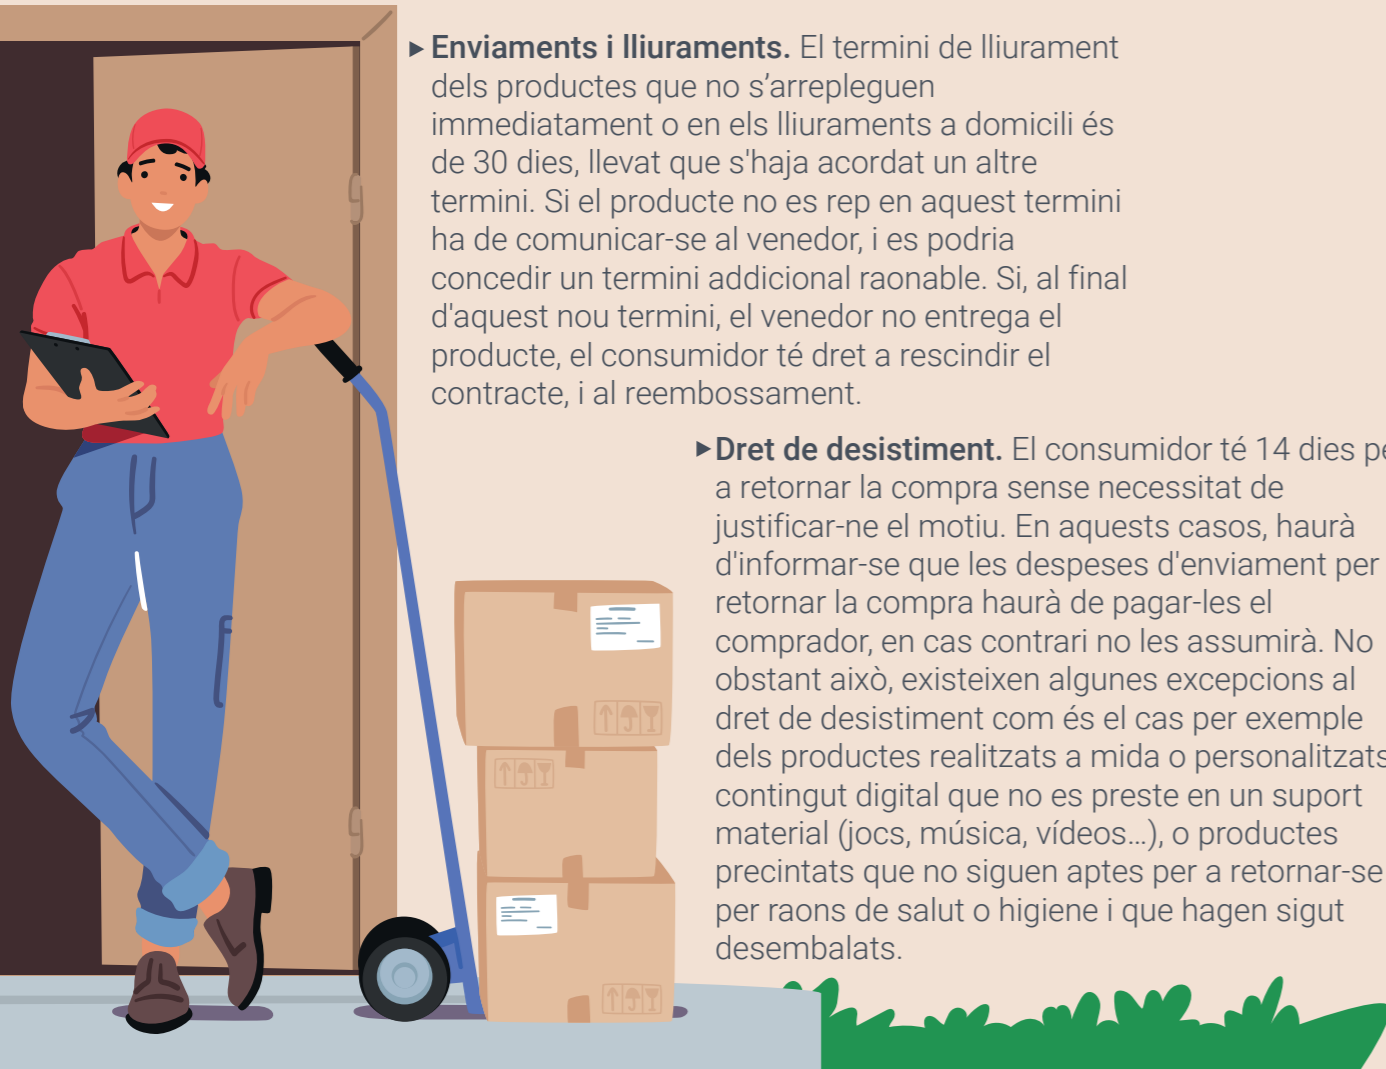 ▶ Enviaments i lliuraments. El termini de lliurament
dels productes que no s’arrepleguen
immediatament o en els lliuraments a domicili és
de 30 dies, llevat que s'haja acordat un altre
termini. Si el producte no es rep en aquest termini
ha de comunicar-se al venedor, i es podria
concedir un termini addicional raonable. Si, al final
d'aquest nou termini, el venedor no entrega el
producte, el consumidor té dret a rescindir el
contracte, i al reembossament.
▶ Dret de desistiment. El consumidor té 14 dies pe
a retornar la compra sense necessitat de
justificar-ne el motiu. En aquests casos, haurà
d'informar-se que les despeses d'enviament per
retornar la compra haurà de pagar-les el
comprador, en cas contrari no les assumirà. No
obstant això, existeixen algunes excepcions al
dret de desistiment com és el cas per exemple
dels productes realitzats a mida o personalitzats
contingut digital que no es preste en un suport
material (jocs, música, vídeos…), o productes
precintats que no siguen aptes per a retornar-se
per raons de salut o higiene i que hagen sigut
desembalats.